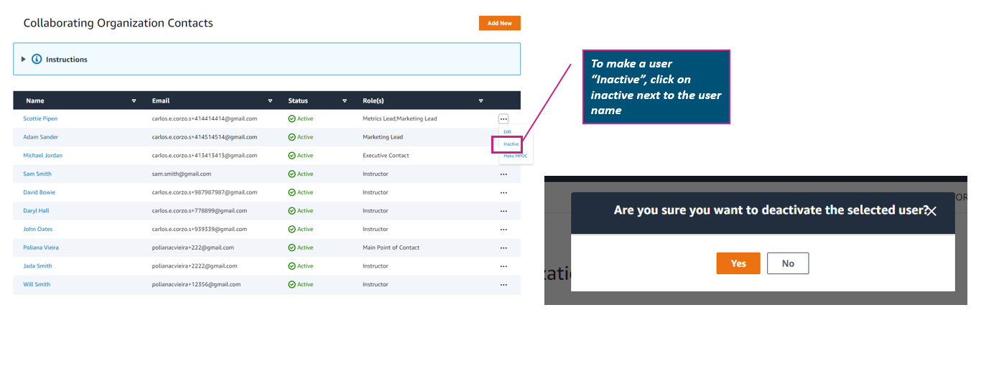 Collaborating Organization Contacts
Add New
Instructions
Name Email Status Role(s)
Scottie Pipen carlos.e.corzo.s+414414414@gmail.com Active Metrics Lead;Marketing Lead ...
Edit
Adam Sander carlos.e.corzo.s+414514514@gmail.com Active Marketing Lead
Inactive
Michael Jordan carlos.e.corzo.s+413413413@gmail.com Active Executive Contact
Make MPOC
Sam Smith sam.smith@gmail.com Active Instructor ...
David Bowie carlos.e.corzo.s+987987987@gmail.com Active Instructor ...
Daryl Hall carlos.e.corzo.s+778899@gmail.com Active Instructor ...
John Oates carlos.e.corzo.s+939339@gmail.com Active Instructor ...
Poliana Vieira polianacvieira+222@gmail.com Active Main Point of Contact ...
Jada Smith polianacvieira+2222@gmail.com Active Instructor ...
Will Smith polianacvieira+12356@gmail.com Active Instructor ...
To make a user
“Inactive”, click on
inactive next to the user
name
Are you sure you want to deactivate the selected user?
Yes No